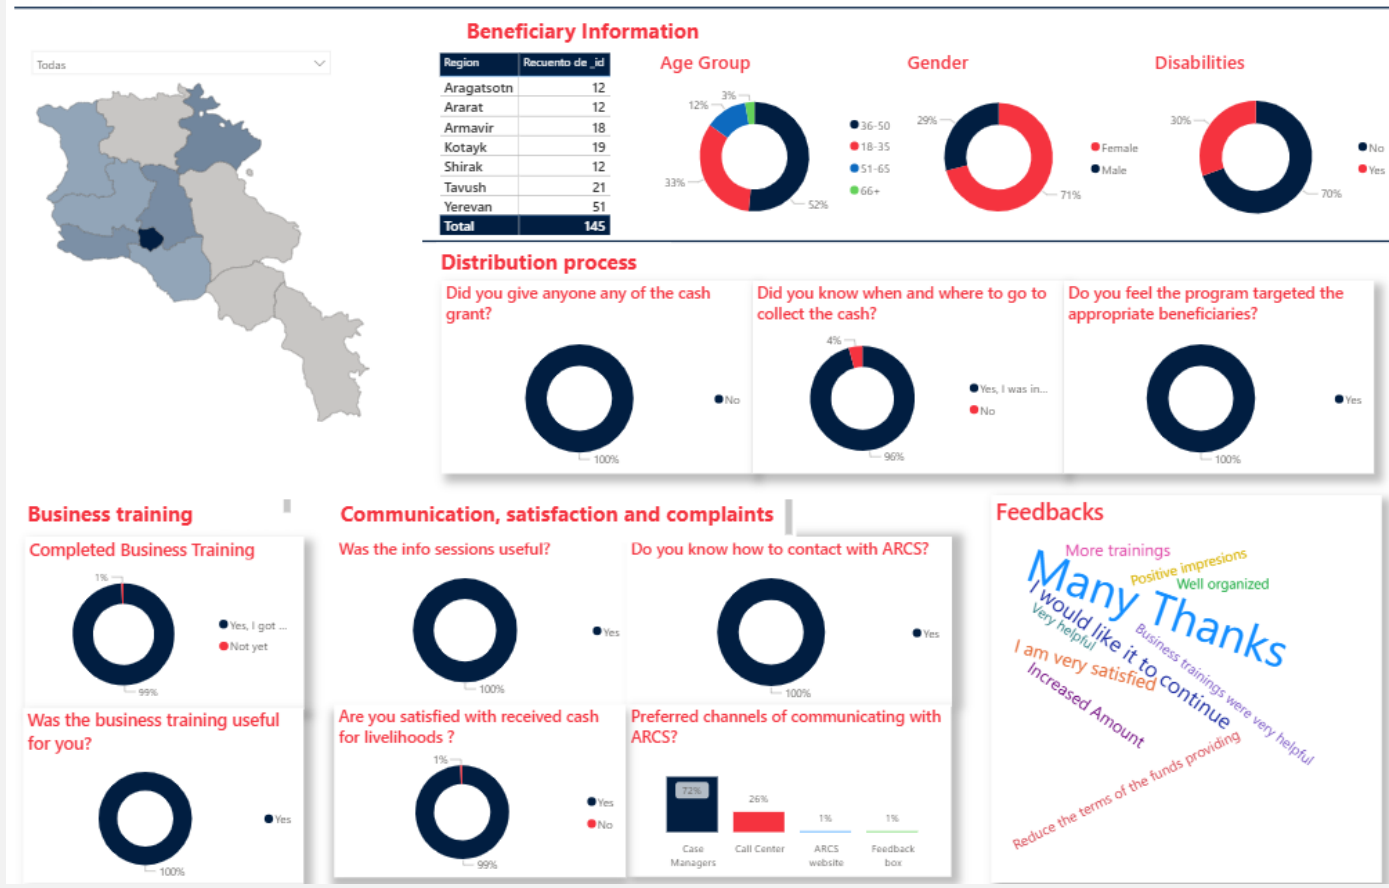 Todas
Beneficiary Information
Region Recuento de _id
Aragatsotn 12
Ararat 12
Armavir 18
Kotayk 19
Shirak 12
Tavush 21
Yerevan 51
Total 145
Age Group
3%
12%
33%
52%
36-50
18-35
51-65
66+
Gender
29%
71%
Female
Male
Disabilities
30%
70%
No
Yes
Distribution process
Did you give anyone any of the cash
grant?
No
100%
Did you know when and where to go to
collect the cash?
4%
Yes, I was in...
No
96%
Do you feel the program targeted the
appropriate beneficiaries?
Yes
100%
Business training
Completed Business Training
1%
Yes, I got ...
Not yet
99%
Was the business training useful
for you?
Yes
100%
Communication, satisfaction and complaints
Was the info sessions useful?
Yes
100%
Do you know how to contact with ARCS?
Yes
100%
Are you satisfied with received cash
for livelihoods ?
1%
Yes
No
99%
Preferred channels of communicating with
ARCS?
72%
26%
1%
1%
Case
Managers
Call Center
ARCS
website
Feedback
box
Feedbacks
More trainings
Positive impresions
Well organized
Many Thanks
I would like it to continue
Very helpful
Business trainings were very helpful
I am very satisfied
Increased Amount
Reduce the terms of the funds providing